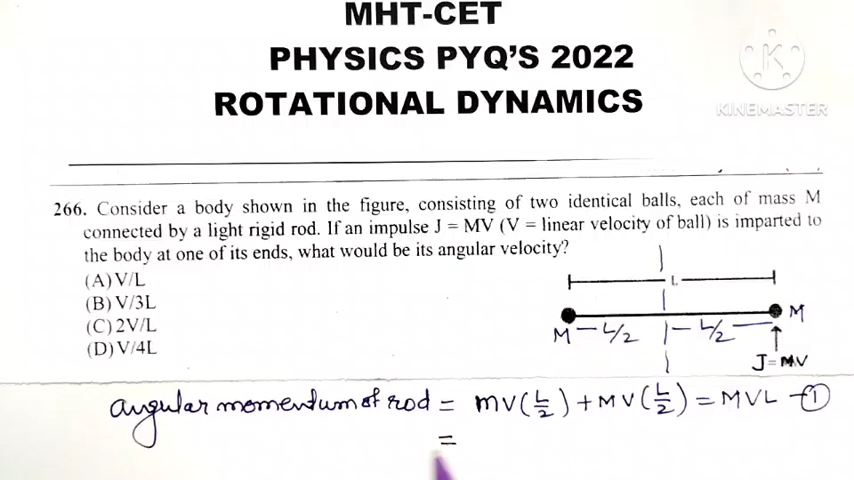 MHT-CET
PHYSICS PYQ'S 2022
ROTATIONAL DYNAMICS
KINEMASTER
266. Consider a body shown in the figure, consisting of two identical balls, each of mass M
connected by a light rigid rod. If an impulse J = MV (V = linear velocity of ball) is imparted to
the body at one of its ends, what would be its angular velocity?
(A) V/L
(B) V/3L
(C) 2V/L
(D) V/4L
L
M
M L/2 L/2
J=MV
angular momentum of rod = mv(L/2) + MV(L/2) = MVL -①
=